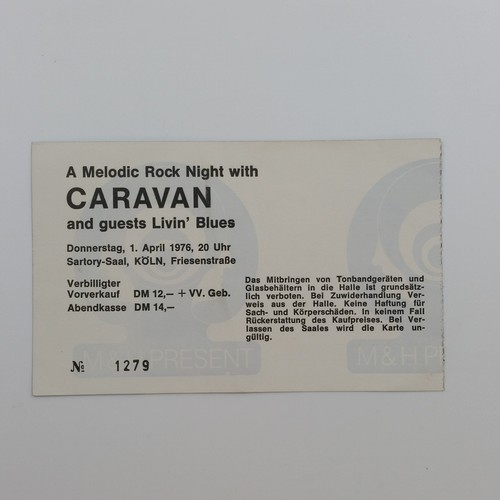 A Melodic Rock Night with
CARAVAN
and guests Livin' Blues
Donnerstag, 1. April 1976, 20 Uhr
Sartory-Saal, KÖLN, Friesenstraße
Verbilligter
Vorverkauf DM 12,— + VV. Geb.
Abendkasse DM 14,—
Das Mitbringen von Tonbandgeräten und
Glasbehältern in die Halle ist grundsätz-
lich verboten. Bei Zuwiderhandlung Ver-
weis aus der Halle. Keine Haftung für
Sach- und Körperschäden. In keinem Fall
Rückerstattung des Kaufpreises. Bei Ver-
lassen des Saales wird die Karte un-
gültig.
M & H PRESENT
M & H P
№ 1279